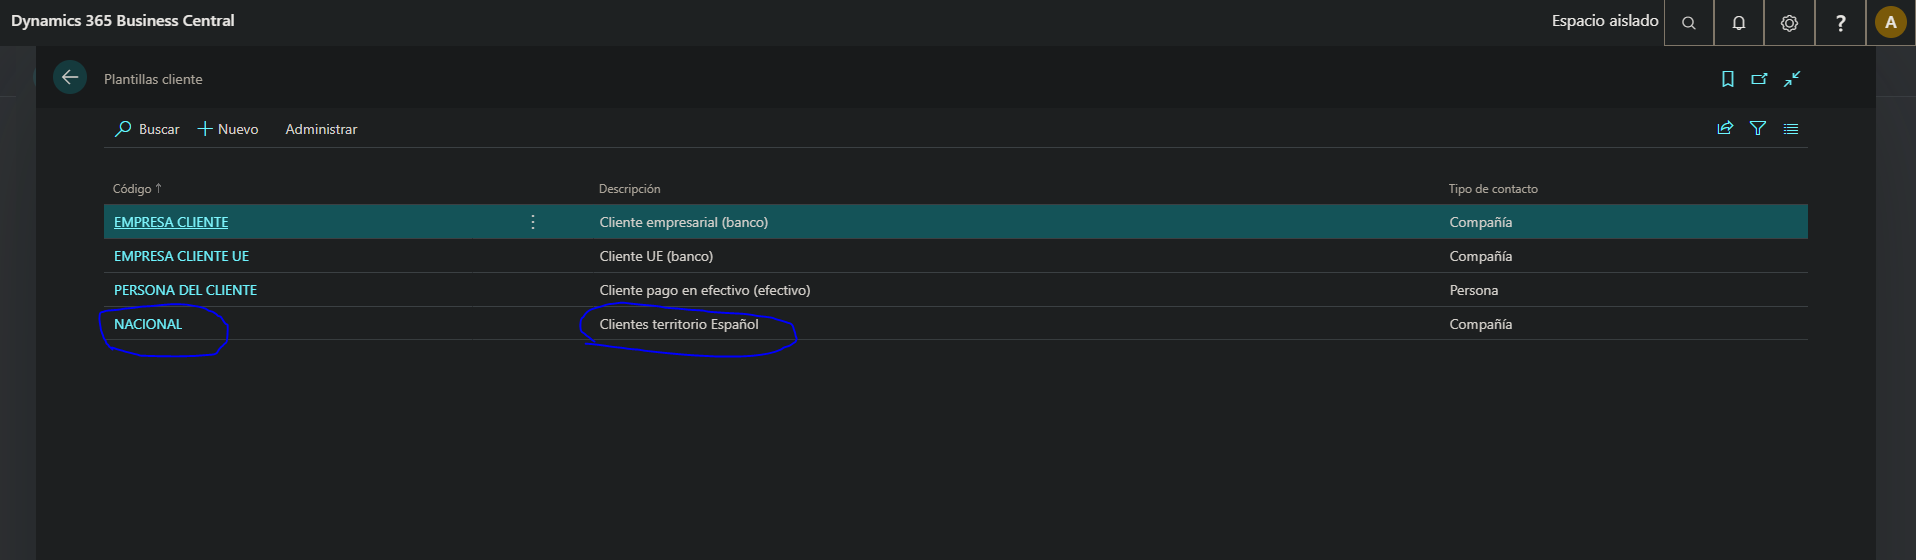 Dynamics 365 Business Central
Espacio aislado
?
A
Plantillas cliente
Buscar
Nuevo
Administrar
Código ↑
Descripción
Tipo de contacto
EMPRESA CLIENTE
Cliente empresarial (banco)
Compañía
EMPRESA CLIENTE UE
Cliente UE (banco)
Compañía
PERSONA DEL CLIENTE
Cliente pago en efectivo (efectivo)
Persona
NACIONAL
Clientes territorio Español
Compañía